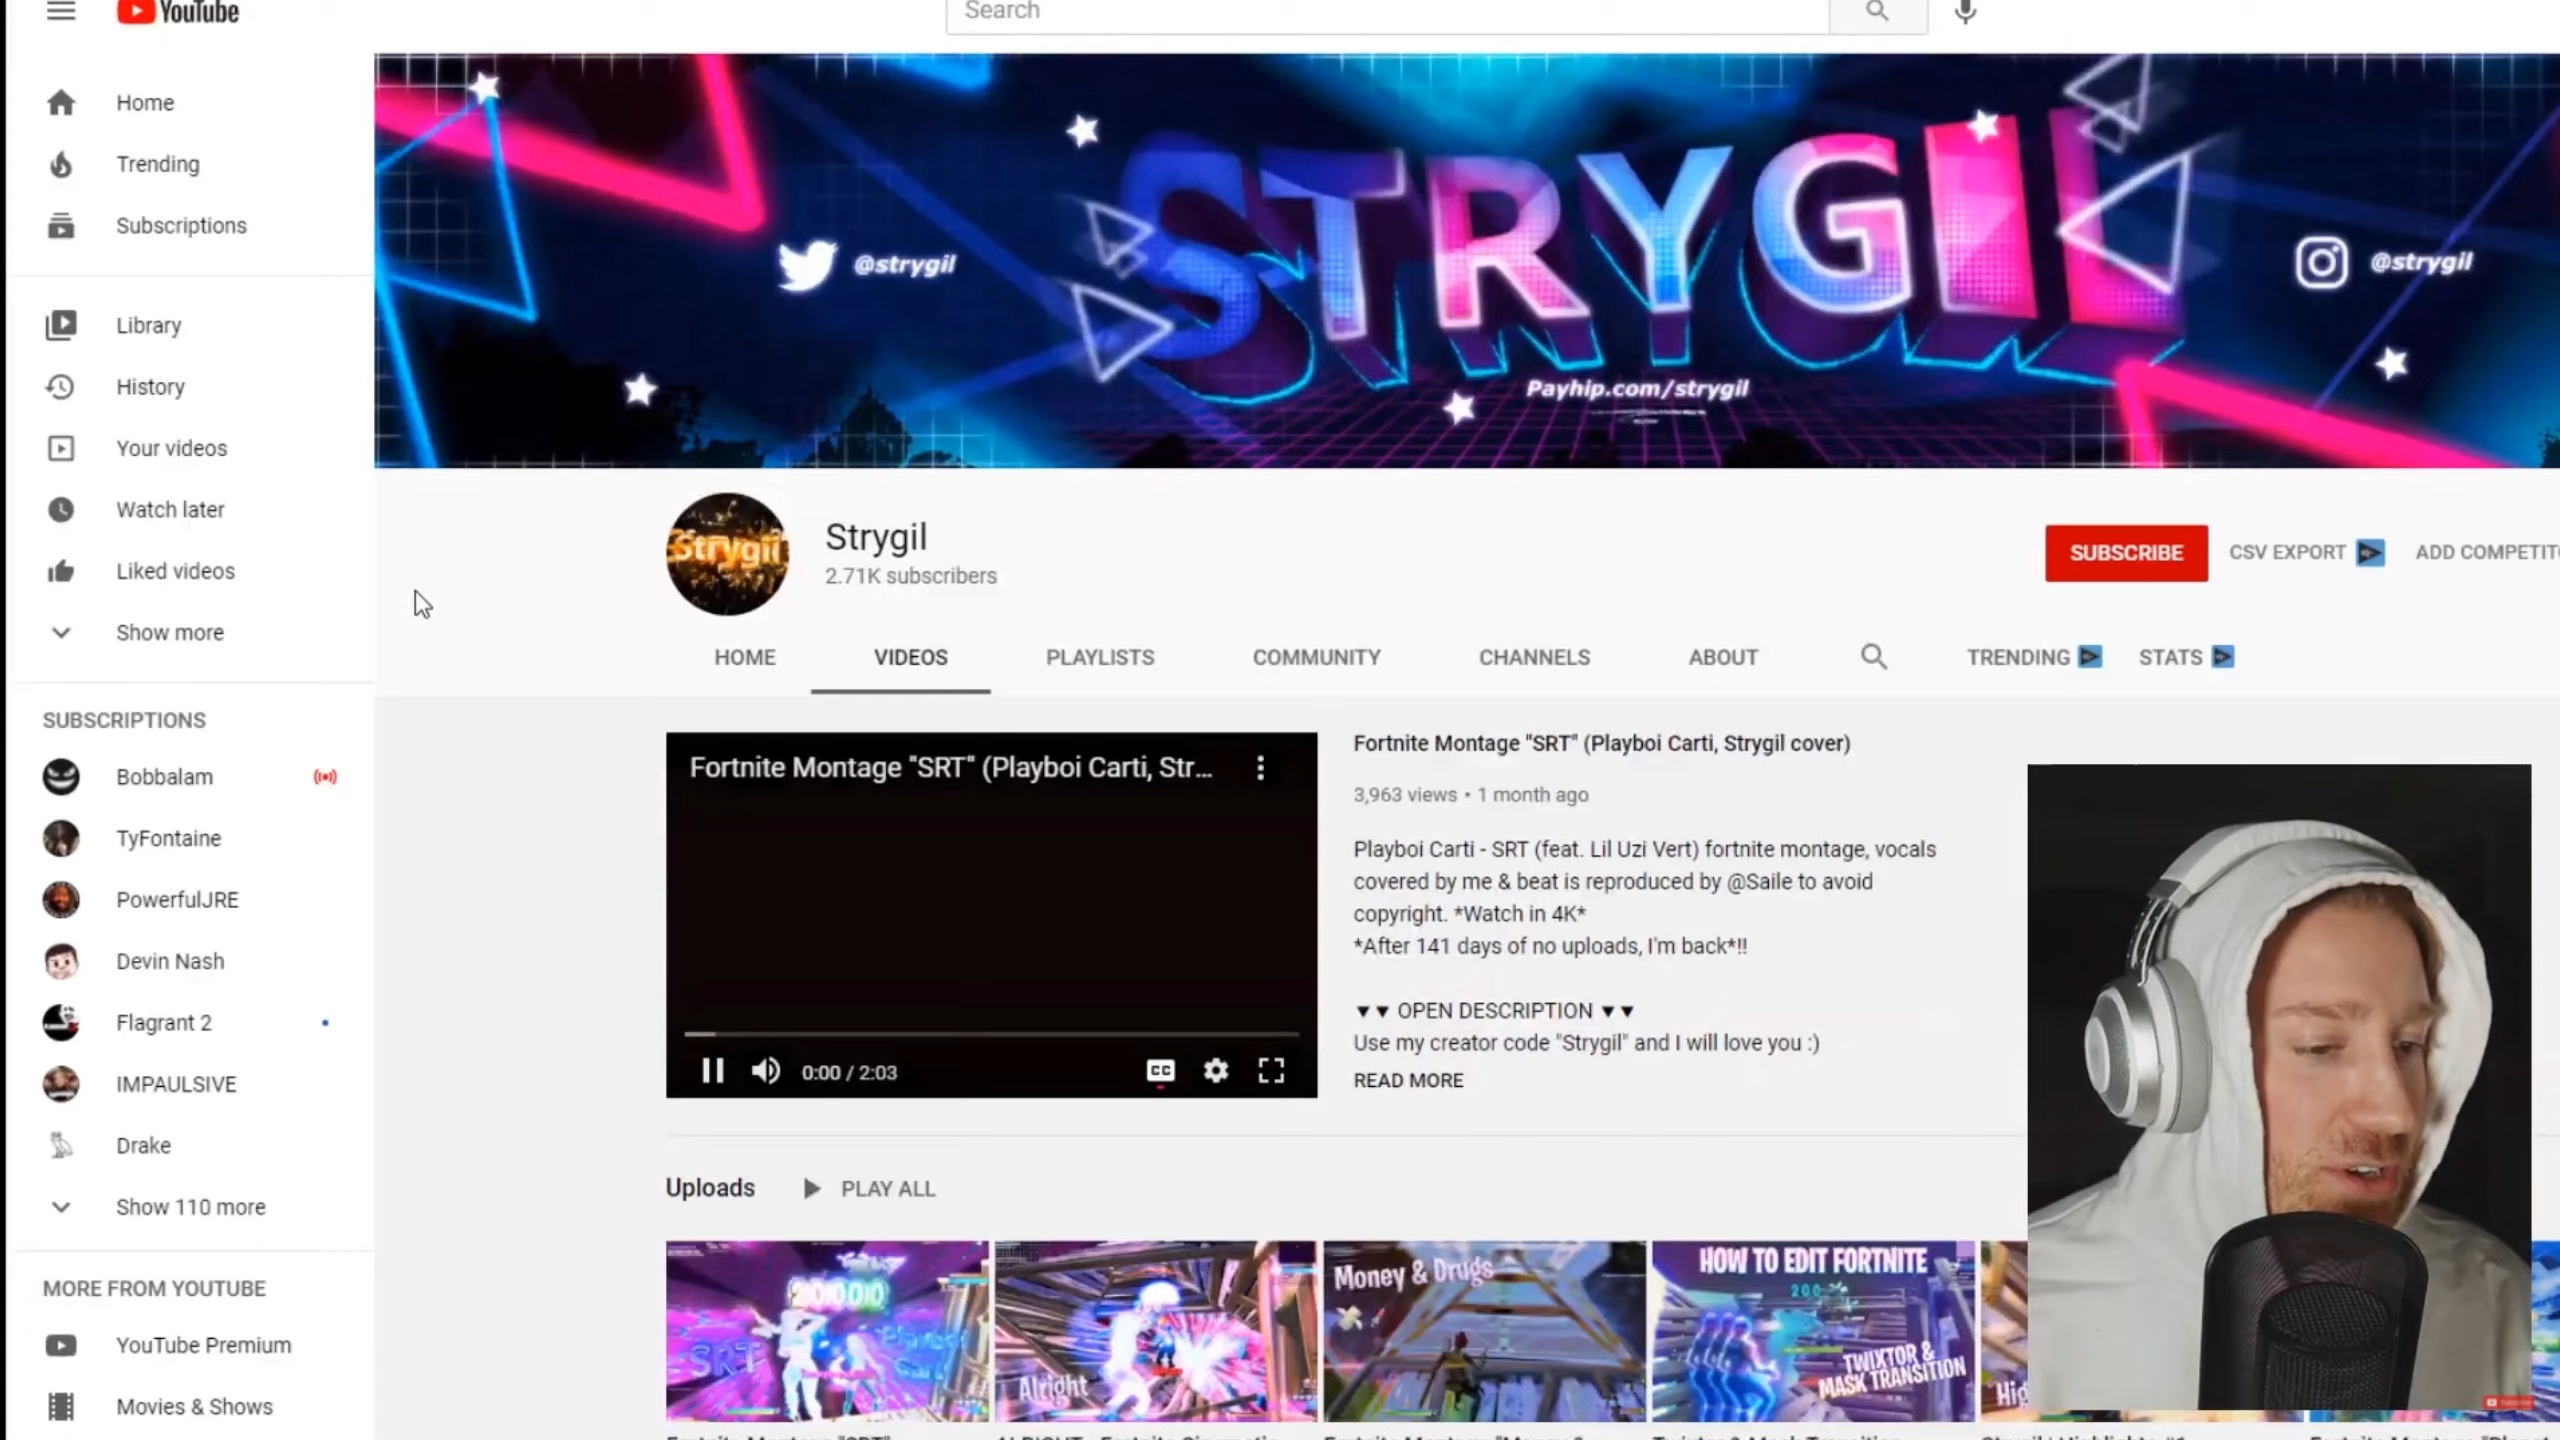 YouTube
Search
Home
Trending
Subscriptions
Library
History
Your videos
Watch later
Liked videos
Show more
SUBSCRIPTIONS
Bobbalam
TyFontaine
PowerfulJRE
Devin Nash
Flagrant 2
IMPAULSIVE
Drake
Show 110 more
MORE FROM YOUTUBE
YouTube Premium
Movies & Shows
@strygil
STRYGIL
@strygil
Payhip.com/strygil
Strygil
Strygil
2.71K subscribers
SUBSCRIBE
CSV EXPORT
ADD
HOME
VIDEOS
PLAYLISTS
COMMUNITY
CHANNELS
ABOUT
TRENDING
STATS
Fortnite Montage "SRT" (Playboi Carti, Str...
0:00 / 2:03
CC
Fortnite Montage "SRT" (Playboi Carti, Strygil cover)
3,963 views • 1 month ago
Playboi Carti - SRT (feat. Lil Uzi Vert) fortnite montage, vocals
covered by me & beat is reproduced by @Saile to avoid
copyright. *Watch in 4K*
*After 141 days of no uploads, I'm back*!!
▼▼ OPEN DESCRIPTION ▼▼
Use my creator code "Strygil" and I will love you :)
READ MORE
Uploads
PLAY ALL
SRT
Alright
Money & Drugs
HOW TO EDIT FORTNITE
200
TWIXTOR &
MASK TRANSITION